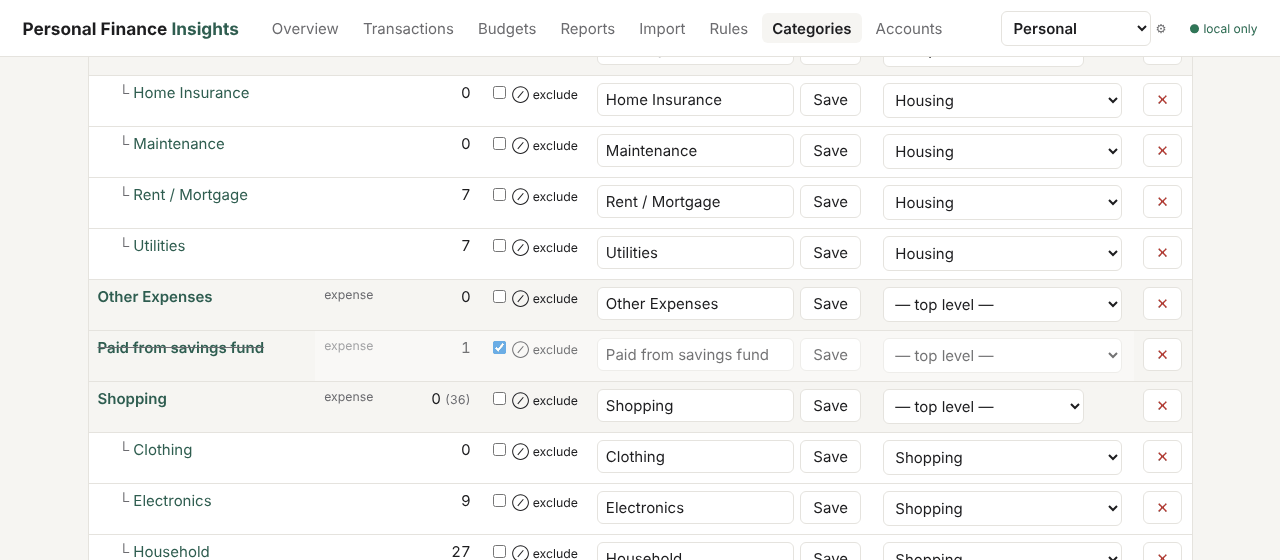 Personal Finance Insights Overview Transactions Budgets Reports Import Rules Categories Accounts Personal ⚙ local only
└ Home Insurance 0 exclude Home Insurance Save Housing ✕
└ Maintenance 0 exclude Maintenance Save Housing ✕
└ Rent / Mortgage 7 exclude Rent / Mortgage Save Housing ✕
└ Utilities 7 exclude Utilities Save Housing ✕
Other Expenses expense 0 exclude Other Expenses Save — top level — ✕
Paid from savings fund expense 1 exclude Paid from savings fund Save — top level — ✕
Shopping expense 0 (36) exclude Shopping Save — top level — ✕
└ Clothing 0 exclude Clothing Save Shopping ✕
└ Electronics 9 exclude Electronics Save Shopping ✕
└ Household 27 exclude Household Save Shopping ✕